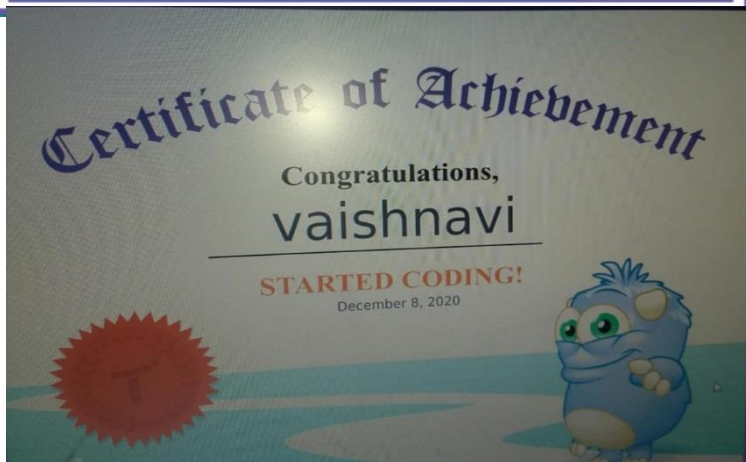 Certificate of Achievement
Congratulations,
vaishnavi
STARTED CODING!
December 8, 2020